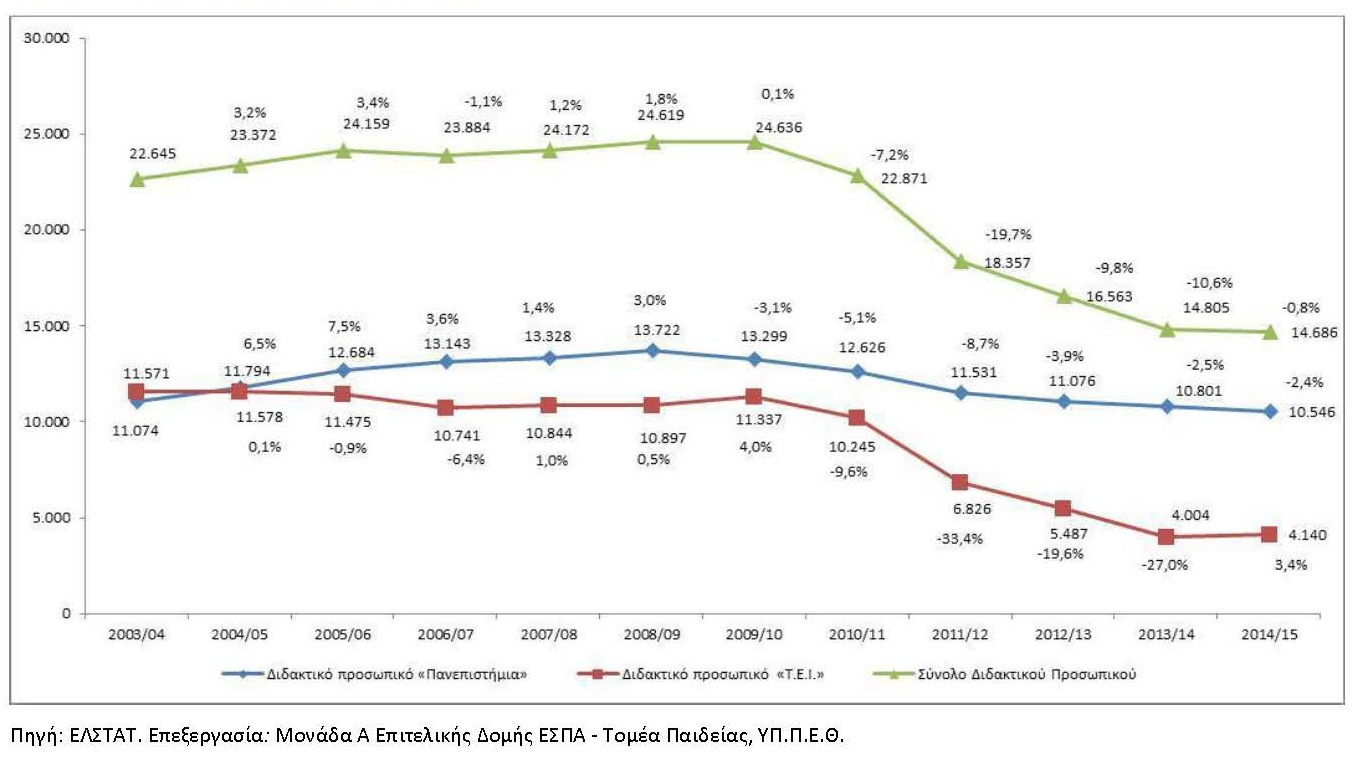 30.000
25.000
20.000
15.000
10.000
5.000
0
3,2% 3,4% -1,1% 1,2% 1,8% 0,1%
22.645 23.372 24.159 23.884 24.172 24.619 24.636
-7,2%
22.871
-19,7%
18.357
-9,8%
16.563
-10,6%
14.805
-0,8%
14.686
6,5% 7,5% 3,6% 1,4% 3,0% -3,1% -5,1% -8,7% -3,9% -2,5% -2,4%
11.571 11.794 12.684 13.143 13.328 13.722 13.299 12.626 11.531 11.076 10.801 10.546
11.074 11.578 11.475 10.741 10.844 10.897 11.337 10.245 6.826 5.487 4.004 4.140
0,1% -0,9% -6,4% 1,0% 0,5% 4,0% -9,6% -33,4% -19,6% -27,0% 3,4%
2003/04 2004/05 2005/06 2006/07 2007/08 2008/09 2009/10 2010/11 2011/12 2012/13 2013/14 2014/15
Διδακτικό προσωπικό «Πανεπιστήμια» Διδακτικό προσωπικό «Τ.Ε.Ι.» Σύνολο Διδακτικού Προσωπικού
Πηγή: ΕΛΣΤΑΤ. Επεξεργασία: Μονάδα Α Επιτελικής Δομής ΕΣΠΑ - Τομέα Παιδείας, ΥΠ.Π.Ε.Θ.